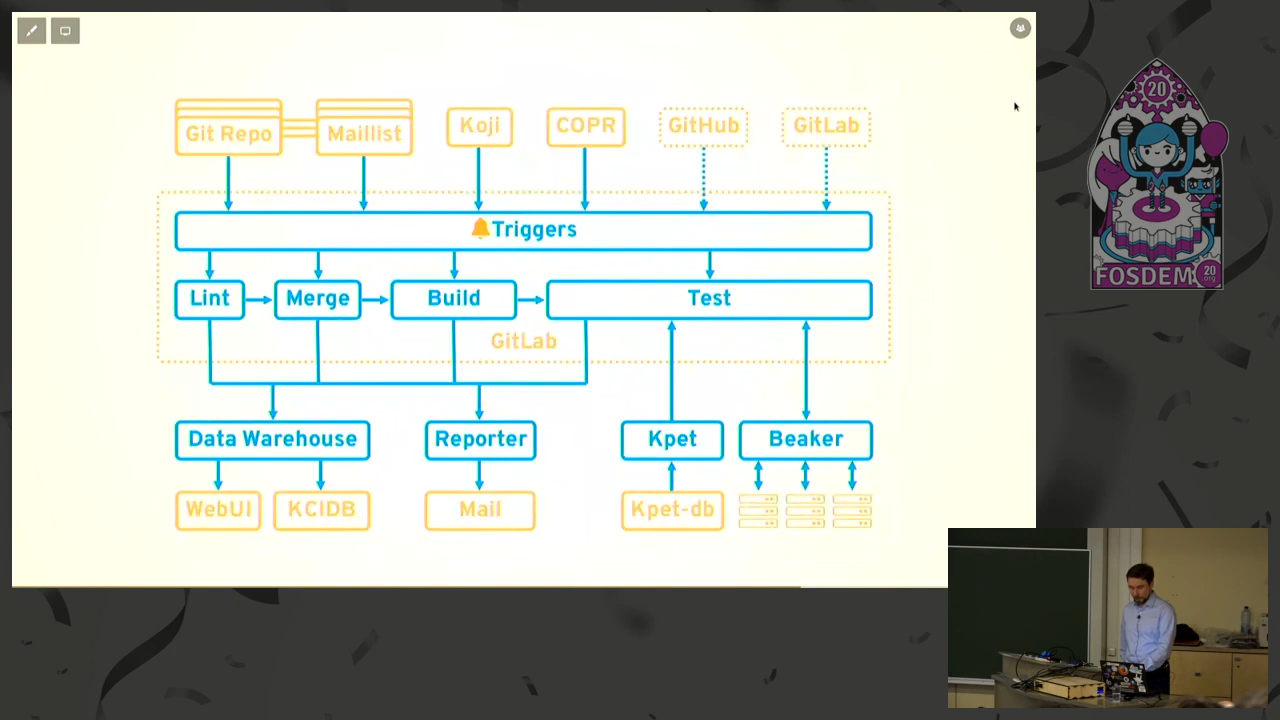 Git Repo
Maillist
Koji
COPR
GitHub
GitLab
Triggers
Lint
Merge
Build
Test
GitLab
Data Warehouse
Reporter
Kpet
Beaker
WebUI
KCIDB
Mail
Kpet-db
20
FOSDEM
20
.org